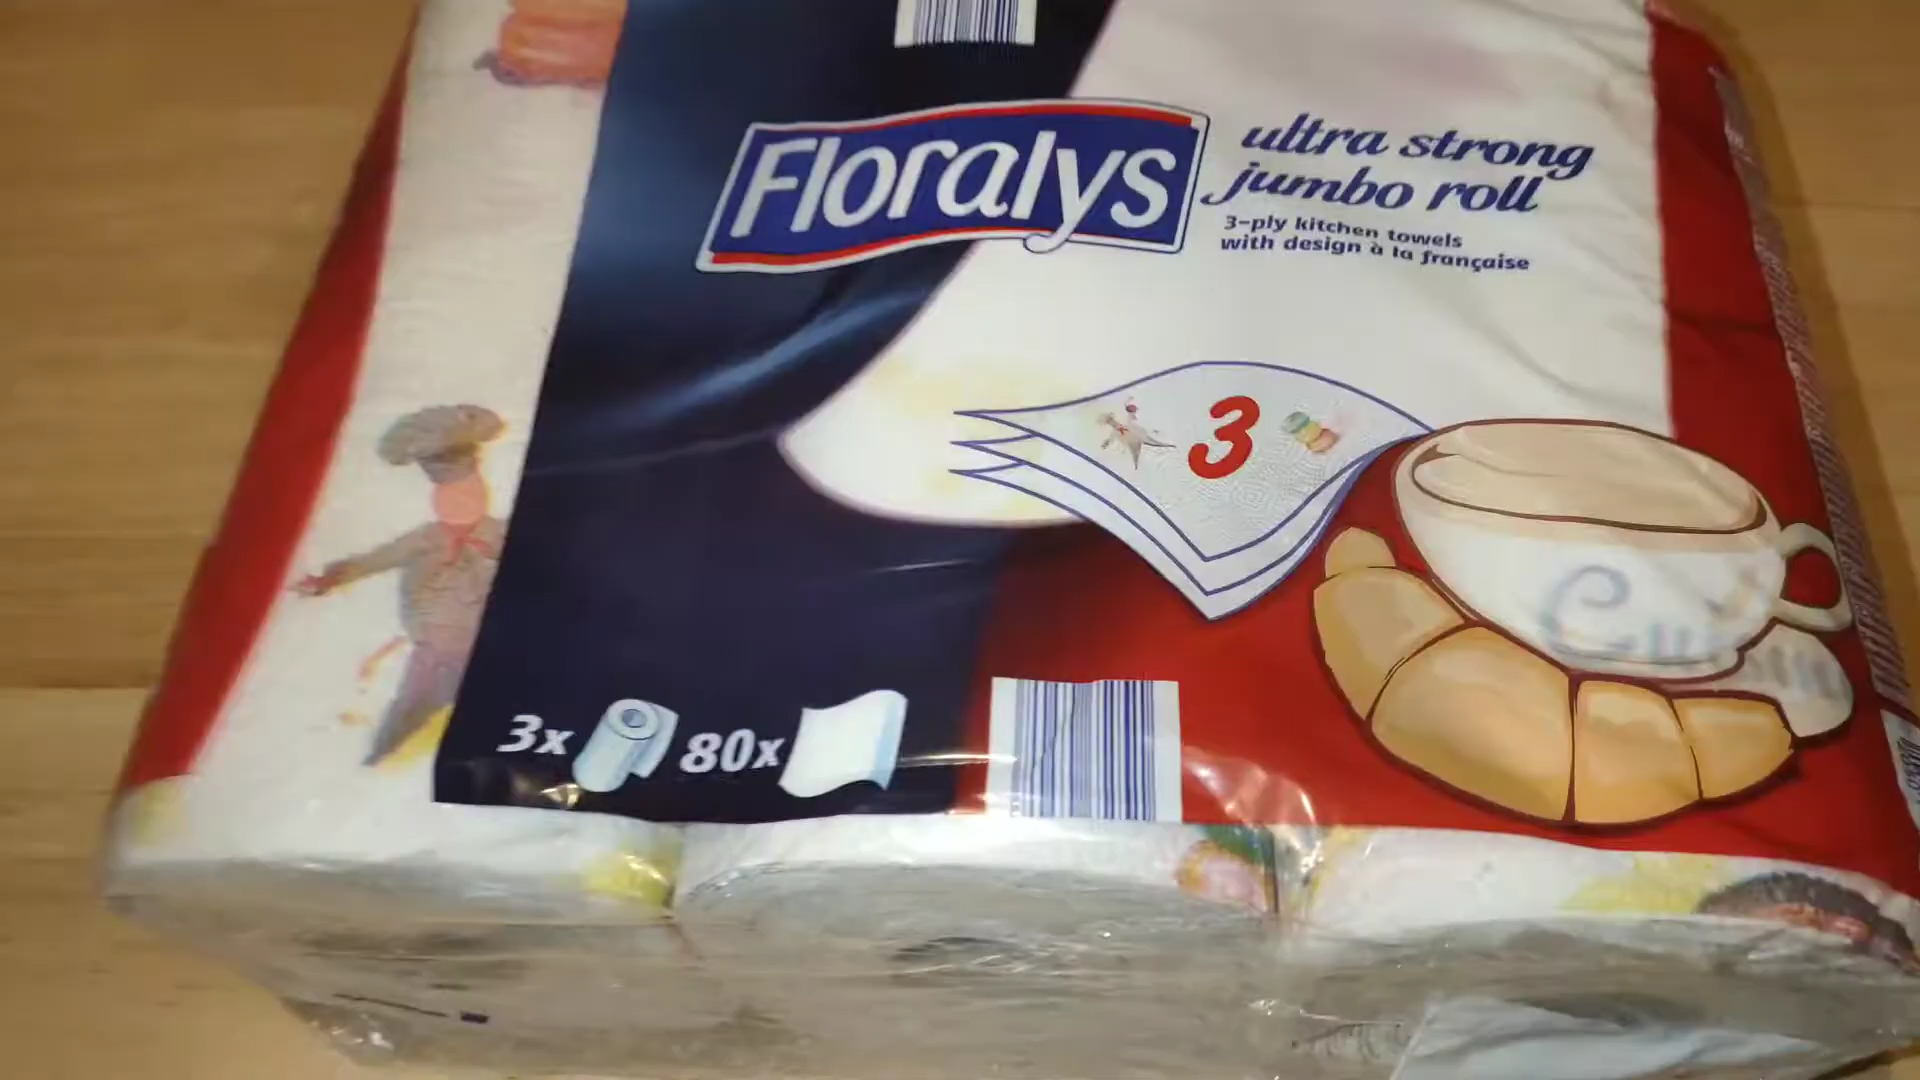 Floralys
ultra strong
jumbo roll
3-ply kitchen towels
with design à la française
3
3x
80x